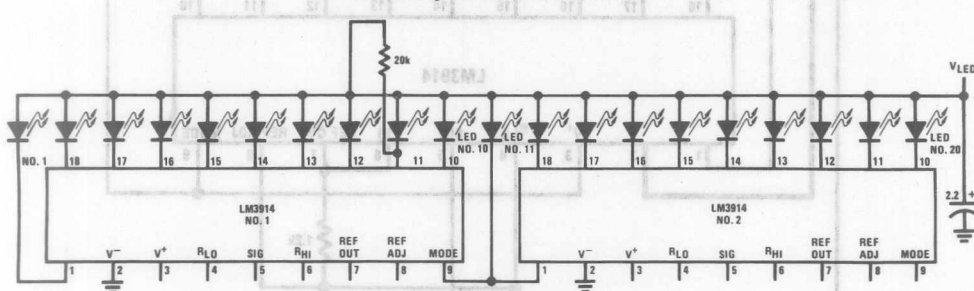 20k
V LED
NO. 1 18 17 16 15 14 13 12 11 10 LED NO. 10 LED NO. 11 18 17 16 15 14 13 12 11 10 LED NO. 20
LM3914 NO. 1
LM3914 NO. 2
2.2 +
V− V+ RLO SIG RHI REF OUT REF ADJ MODE
1 2 3 4 5 6 7 8 9
V− V+ RLO SIG RHI REF OUT REF ADJ MODE
1 2 3 4 5 6 7 8 9
LM3914
12k